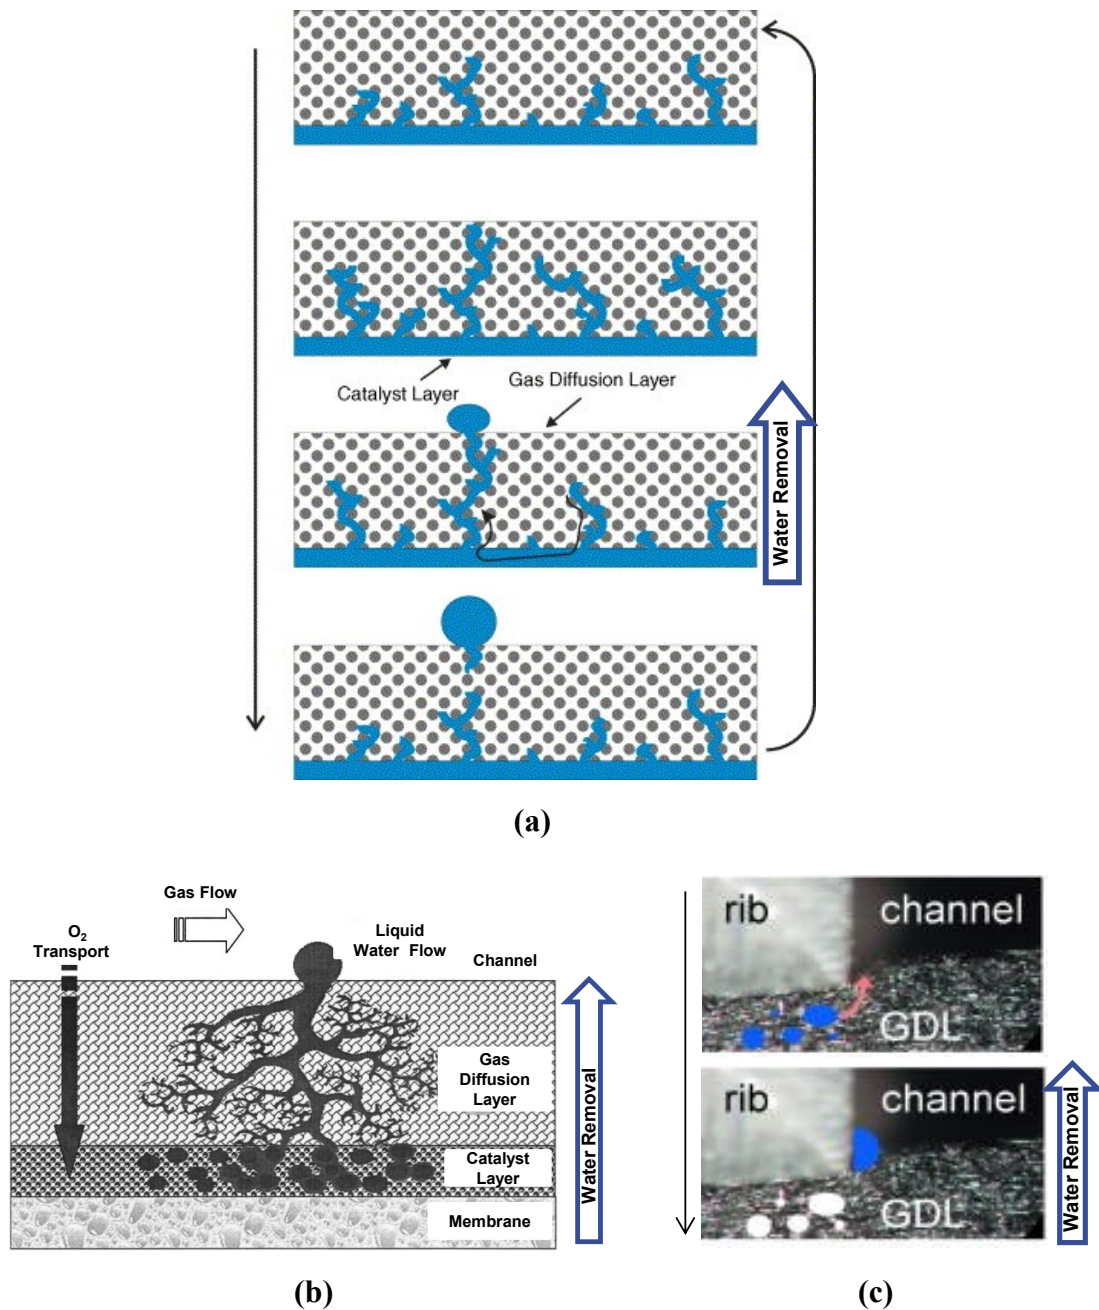 Catalyst Layer
Gas Diffusion Layer
Water Removal
(a)
Gas Flow
O2
Transport
Liquid
Water Flow
Channel
Gas
Diffusion
Layer
Catalyst
Layer
Membrane
Water Removal
(b)
rib
channel
GDL
rib
channel
GDL
Water Removal
(c)